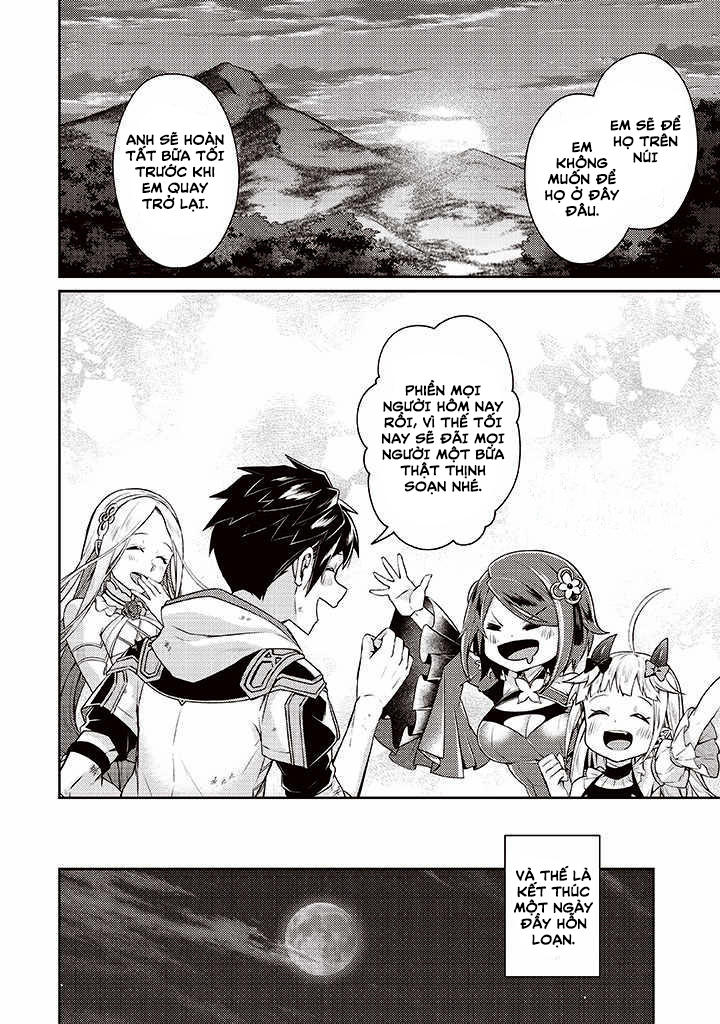 EM SẼ ĐỂ
HỌ TRÊN
NÚI
EM
KHÔNG
MUỐN ĐỂ
HỌ Ở ĐÂY
ĐÂU.
ANH SẼ HOÀN
TẤT BỮA TỐI
TRƯỚC KHI
EM QUAY
TRỞ LẠI.
PHIỀN MỌI
NGƯỜI HÔM NAY
RỒI, VÌ THẾ TỐI
NAY SẼ ĐÃI MỌI
NGƯỜI MỘT BỮA
THẬT THỊNH
SOẠN NHÉ.
VÀ THẾ LÀ
KẾT THÚC
MỘT NGÀY
ĐẦY HỖN
LOẠN.